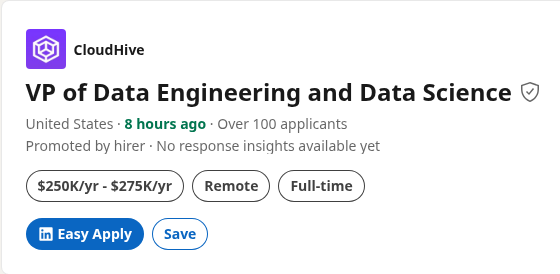 CloudHive
VP of Data Engineering and Data Science
United States · 8 hours ago · Over 100 applicants
Promoted by hirer · No response insights available yet
$250K/yr - $275K/yr Remote Full-time
in Easy Apply Save